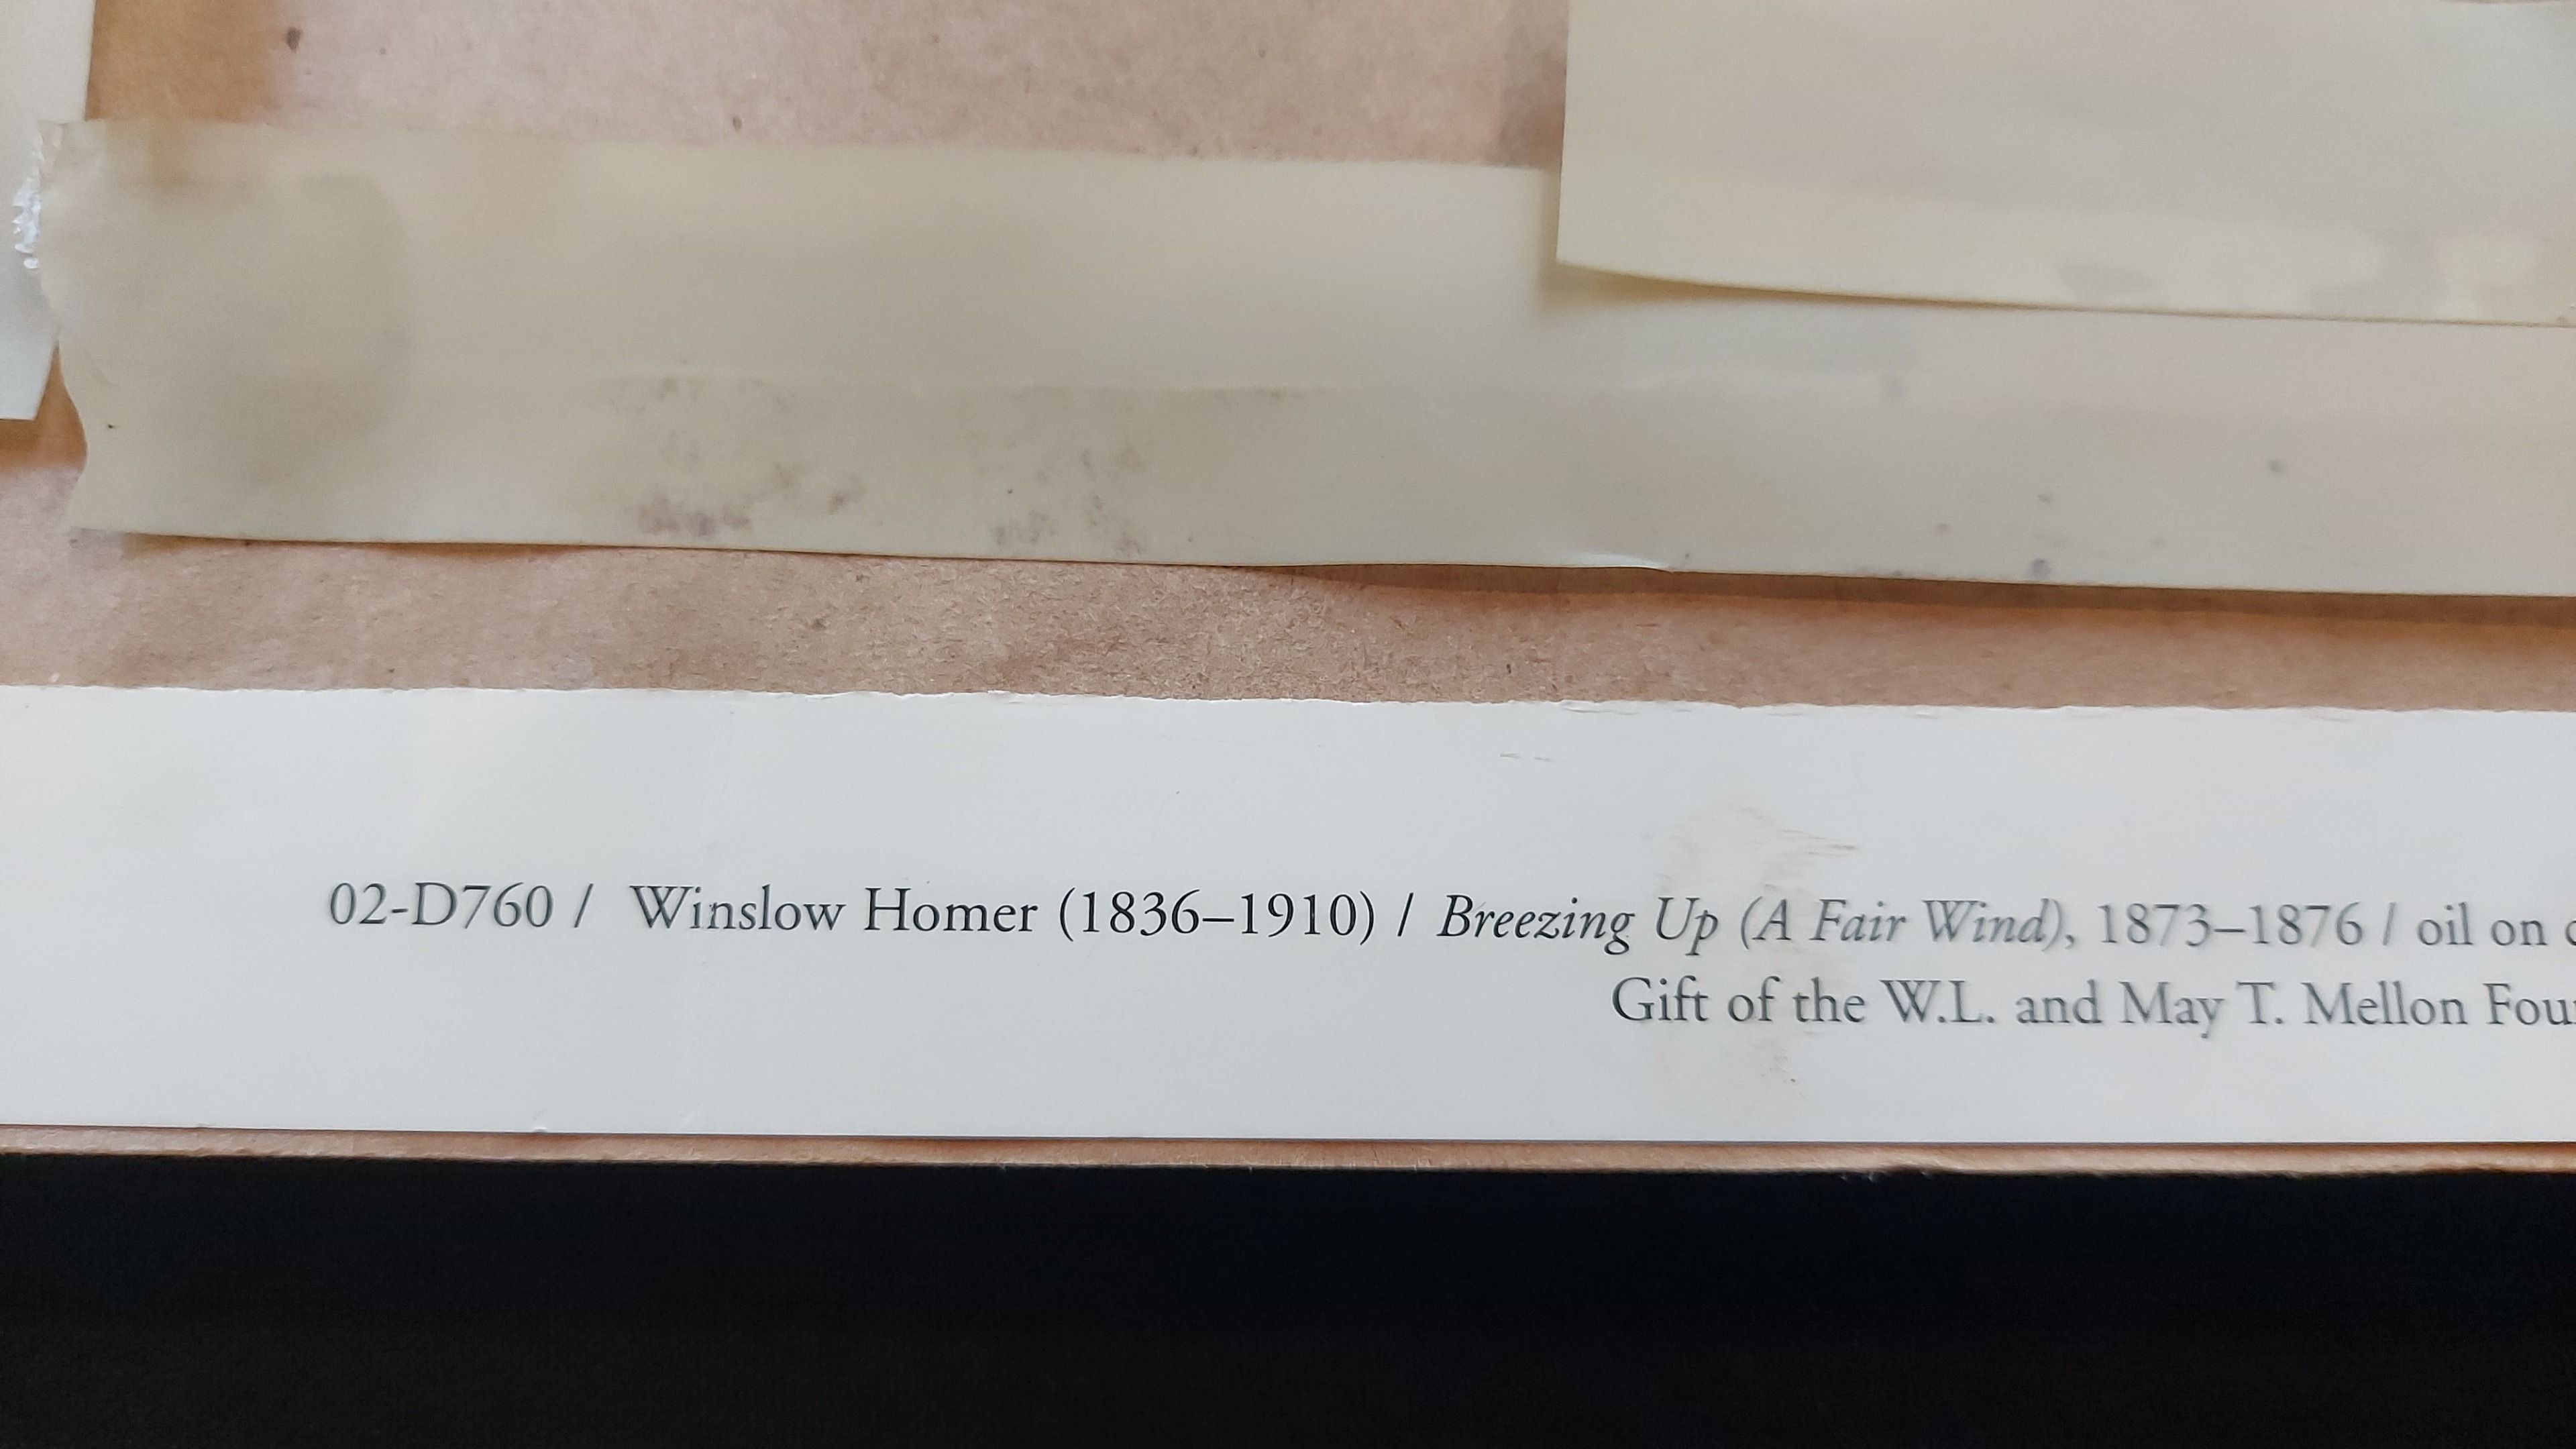 02-D760 / Winslow Homer (1836–1910) / Breezing Up (A Fair Wind), 1873–1876 / oil on
Gift of the W.L. and May T. Mellon